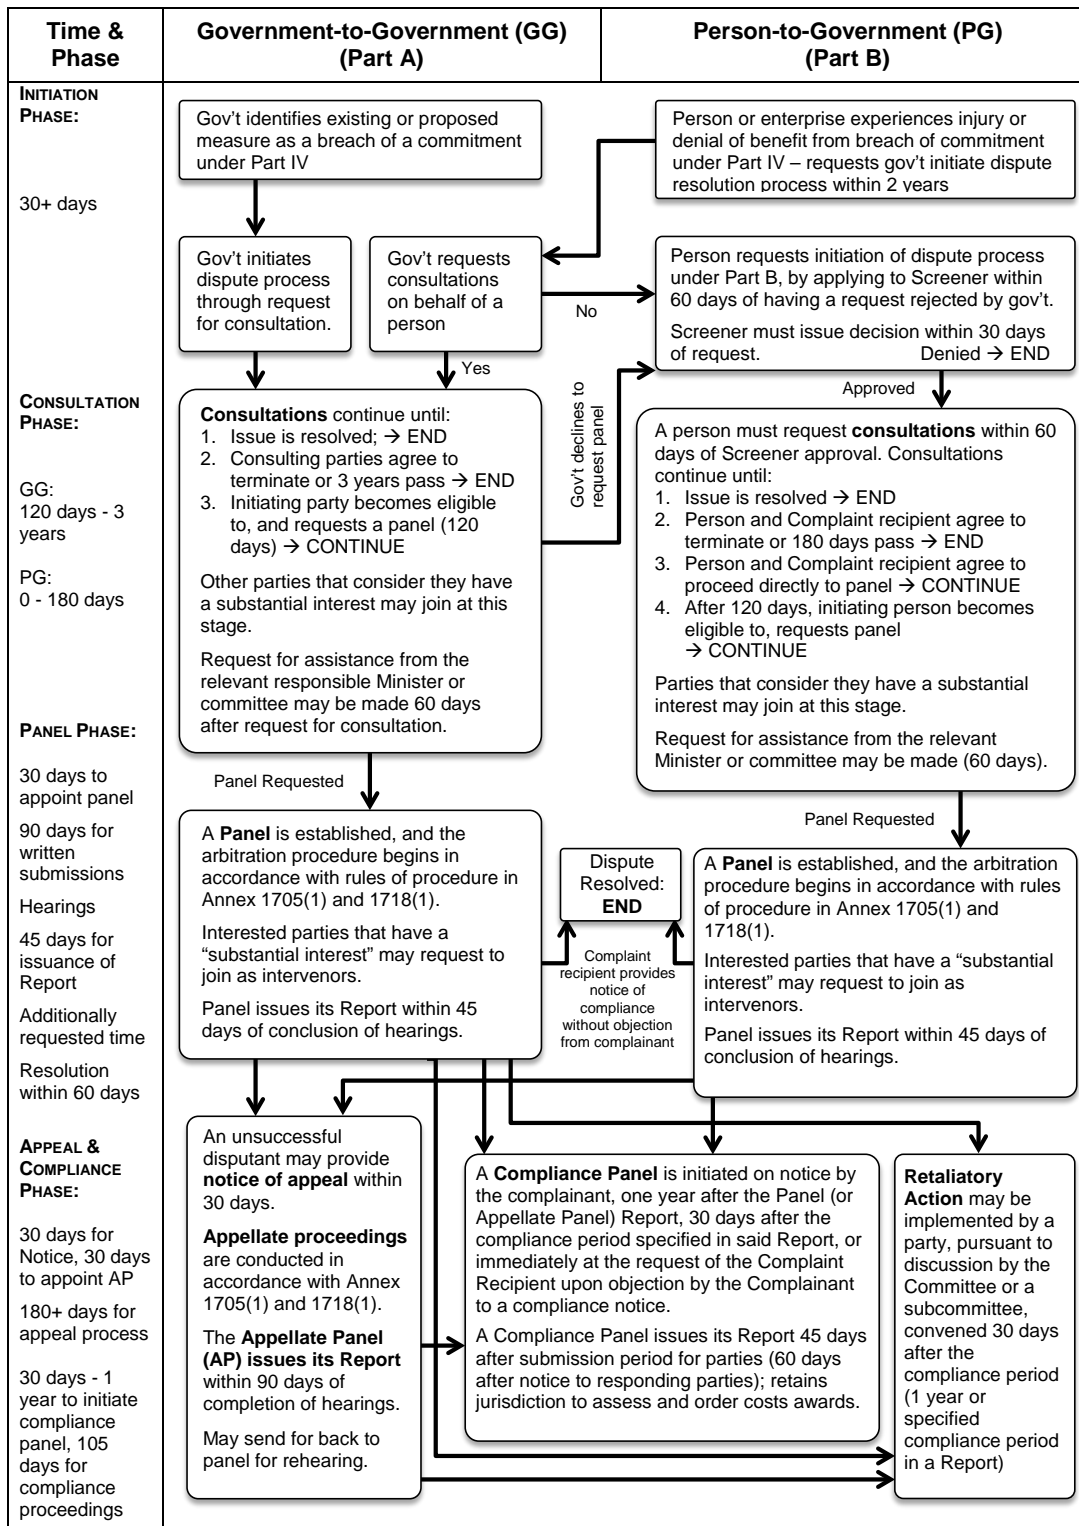 Time &
Phase
Government-to-Government (GG)
(Part A)
Person-to-Government (PG)
(Part B)
INITIATION
PHASE:
30+ days
Gov’t identifies existing or proposed
measure as a breach of a commitment
under Part IV
Person or enterprise experiences injury or
denial of benefit from breach of commitment
under Part IV – requests gov’t initiate dispute
resolution process within 2 years
Gov’t initiates
dispute process
through request
for consultation.
Gov’t requests
consultations
on behalf of a
person
No
Yes
Person requests initiation of dispute process
under Part B, by applying to Screener within
60 days of having a request rejected by gov’t.
Screener must issue decision within 30 days
of request. Denied → END
Approved
CONSULTATION
PHASE:
GG:
120 days - 3
years
PG:
0 - 180 days
Consultations continue until:
1. Issue is resolved; → END
2. Consulting parties agree to
terminate or 3 years pass → END
3. Initiating party becomes eligible
to, and requests a panel (120
days) → CONTINUE
Other parties that consider they have
a substantial interest may join at this
stage.
Request for assistance from the
relevant responsible Minister or
committee may be made 60 days
after request for consultation.
Gov’t declines to
request panel
A person must request consultations within 60
days of Screener approval. Consultations
continue until:
1. Issue is resolved → END
2. Person and Complaint recipient agree to
terminate or 180 days pass → END
3. Person and Complaint recipient agree to
proceed directly to panel → CONTINUE
4. After 120 days, initiating person becomes
eligible to, requests panel
→ CONTINUE
Parties that consider they have a substantial
interest may join at this stage.
Request for assistance from the relevant
Minister or committee may be made (60 days).
Panel Requested
Panel Requested
PANEL PHASE:
30 days to
appoint panel
90 days for
written
submissions
Hearings
45 days for
issuance of
Report
Additionally
requested time
Resolution
within 60 days
A Panel is established, and the
arbitration procedure begins in
accordance with rules of procedure in
Annex 1705(1) and 1718(1).
Interested parties that have a
“substantial interest” may request to
join as intervenors.
Panel issues its Report within 45
days of conclusion of hearings.
Dispute
Resolved:
END
Complaint
recipient provides
notice of
compliance
without objection
from complainant
A Panel is established, and the arbitration
procedure begins in accordance with rules
of procedure in Annex 1705(1) and
1718(1).
Interested parties that have a “substantial
interest” may request to join as
intervenors.
Panel issues its Report within 45 days of
conclusion of hearings.
APPEAL &
COMPLIANCE
PHASE:
30 days for
Notice, 30 days
to appoint AP
180+ days for
appeal process
30 days - 1
year to initiate
compliance
panel, 105
days for
compliance
proceedings
An unsuccessful
disputant may provide
notice of appeal within
30 days.
Appellate proceedings
are conducted in
accordance with Annex
1705(1) and 1718(1).
The Appellate Panel
(AP) issues its Report
within 90 days of
completion of hearings.
May send for back to
panel for rehearing.
A Compliance Panel is initiated on notice by
the complainant, one year after the Panel (or
Appellate Panel) Report, 30 days after the
compliance period specified in said Report, or
immediately at the request of the Complaint
Recipient upon objection by the Complainant
to a compliance notice.
A Compliance Panel issues its Report 45 days
after submission period for parties (60 days
after notice to responding parties); retains
jurisdiction to assess and order costs awards.
Retaliatory
Action may be
implemented by a
party, pursuant to
discussion by the
Committee or a
subcommittee,
convened 30 days
after the
compliance period
(1 year or
specified
compliance period
in a Report)